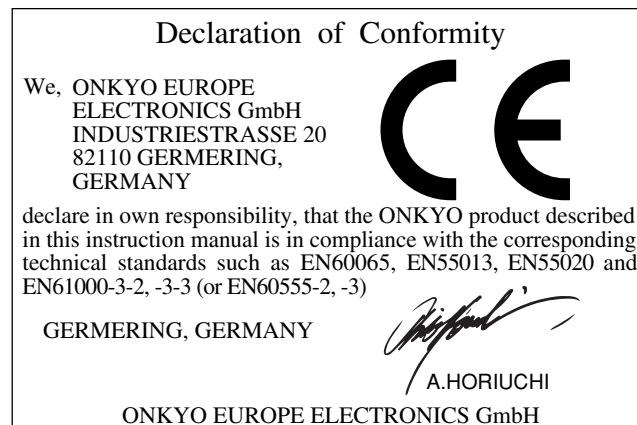 Declaration of Conformity
We, ONKYO EUROPE
ELECTRONICS GmbH
INDUSTRIESTRASSE 20
82110 GERMERING,
GERMANY
CE
declare in own responsibility, that the ONKYO product described
in this instruction manual is in compliance with the corresponding
technical standards such as EN60065, EN55013, EN55020 and
EN61000-3-2, -3-3 (or EN60555-2, -3)
GERMERING, GERMANY
A.HORIUCHI
ONKYO EUROPE ELECTRONICS GmbH